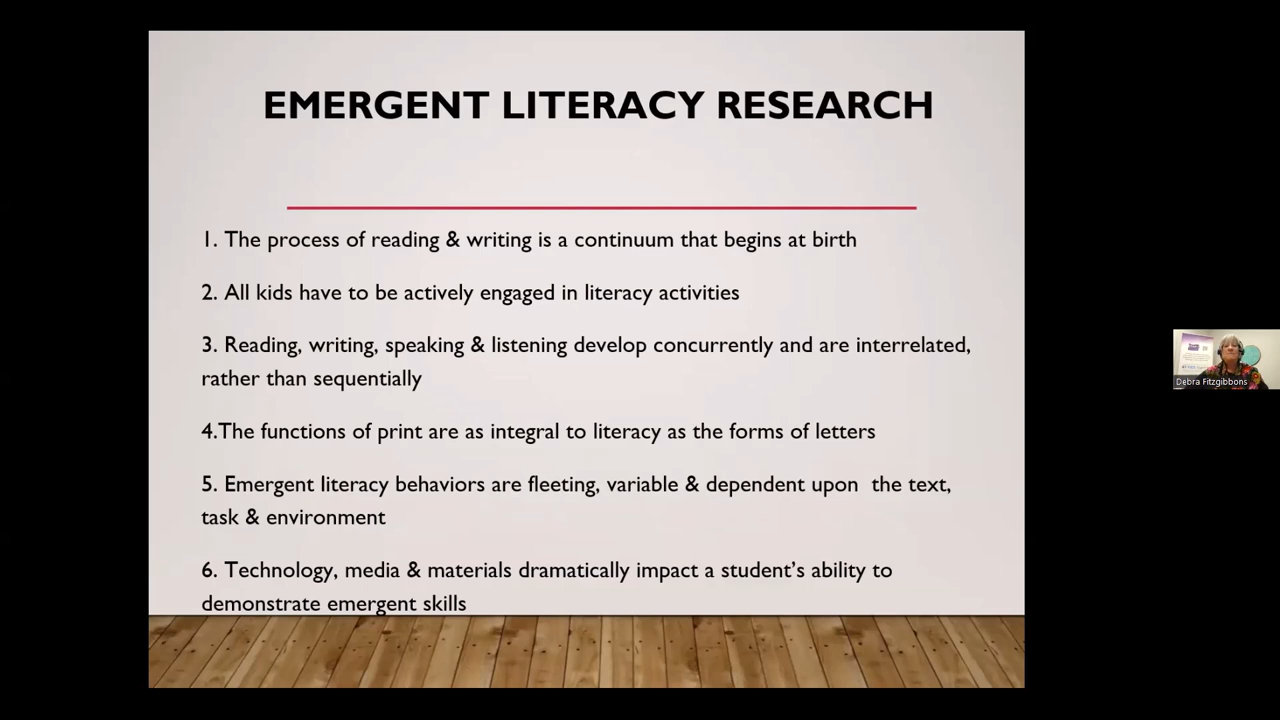 EMERGENT LITERACY RESEARCH
1. The process of reading & writing is a continuum that begins at birth
2. All kids have to be actively engaged in literacy activities
3. Reading, writing, speaking & listening develop concurrently and are interrelated,
rather than sequentially
4.The functions of print are as integral to literacy as the forms of letters
5. Emergent literacy behaviors are fleeting, variable & dependent upon  the text,
task & environment
6. Technology, media & materials dramatically impact a student’s ability to
demonstrate emergent skills
Debra Fitzgibbons